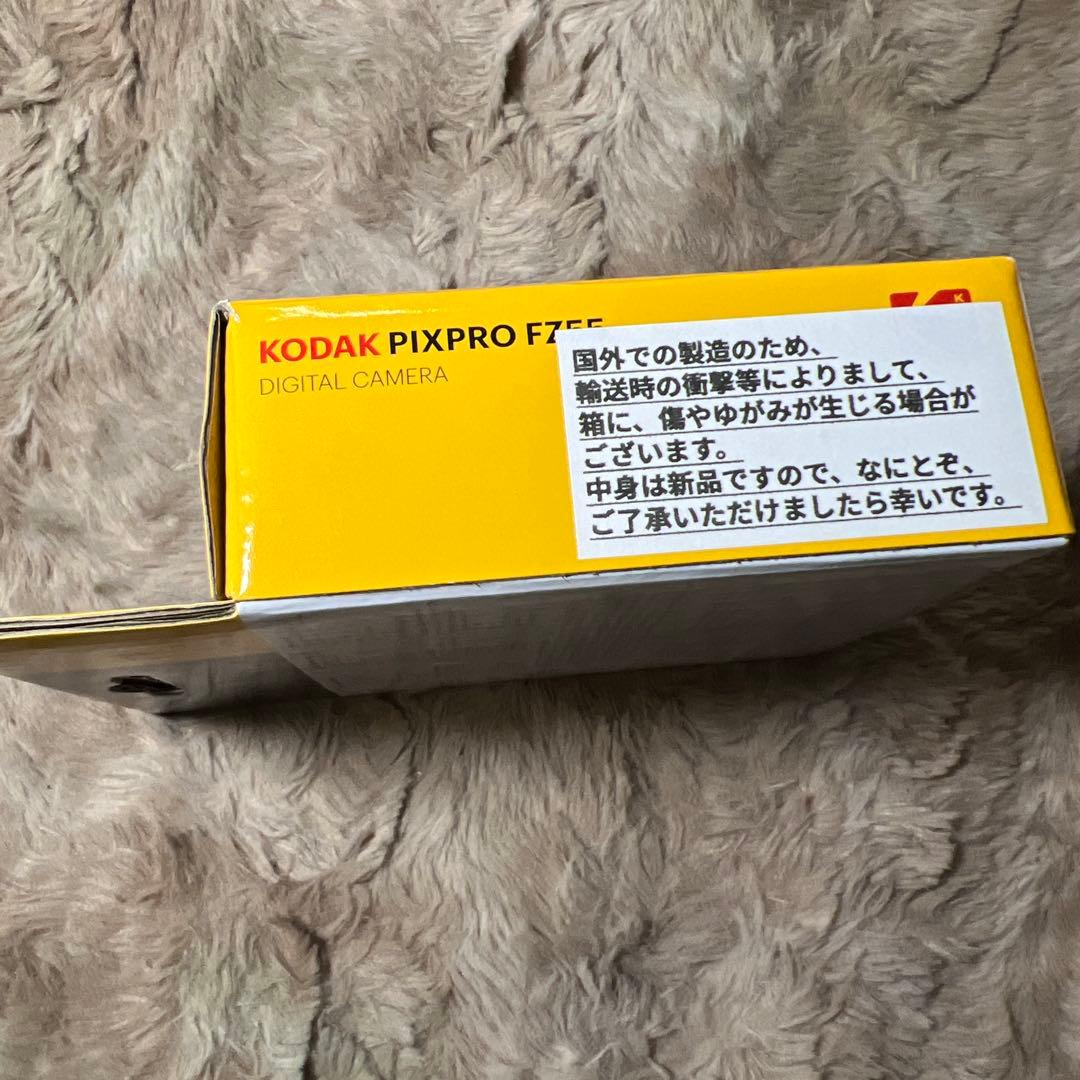 KODAK PIXPRO
DIGITAL CAMERA
K
国外での製造のため、
輸送時の衝撃等によりまして、
箱に、傷やゆがみが生じる場合が
ございます。
中身は新品ですので、なにとぞ、
ご了承いただけましたら幸いです。